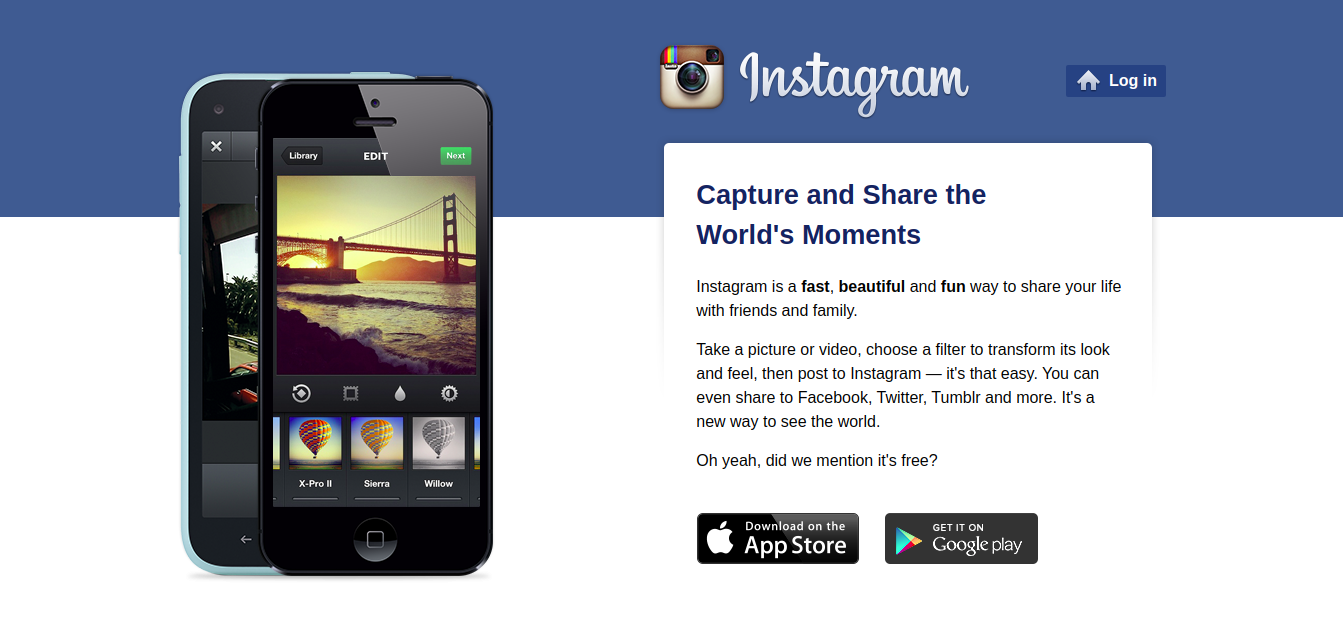 Instagram
Log in
Library
EDIT
Next
X-Pro II
Sierra
Willow
Capture and Share the
World's Moments
Instagram is a fast, beautiful and fun way to share your life
with friends and family.
Take a picture or video, choose a filter to transform its look
and feel, then post to Instagram — it's that easy. You can
even share to Facebook, Twitter, Tumblr and more. It's a
new way to see the world.
Oh yeah, did we mention it's free?
Download on the
App Store
GET IT ON
Google play